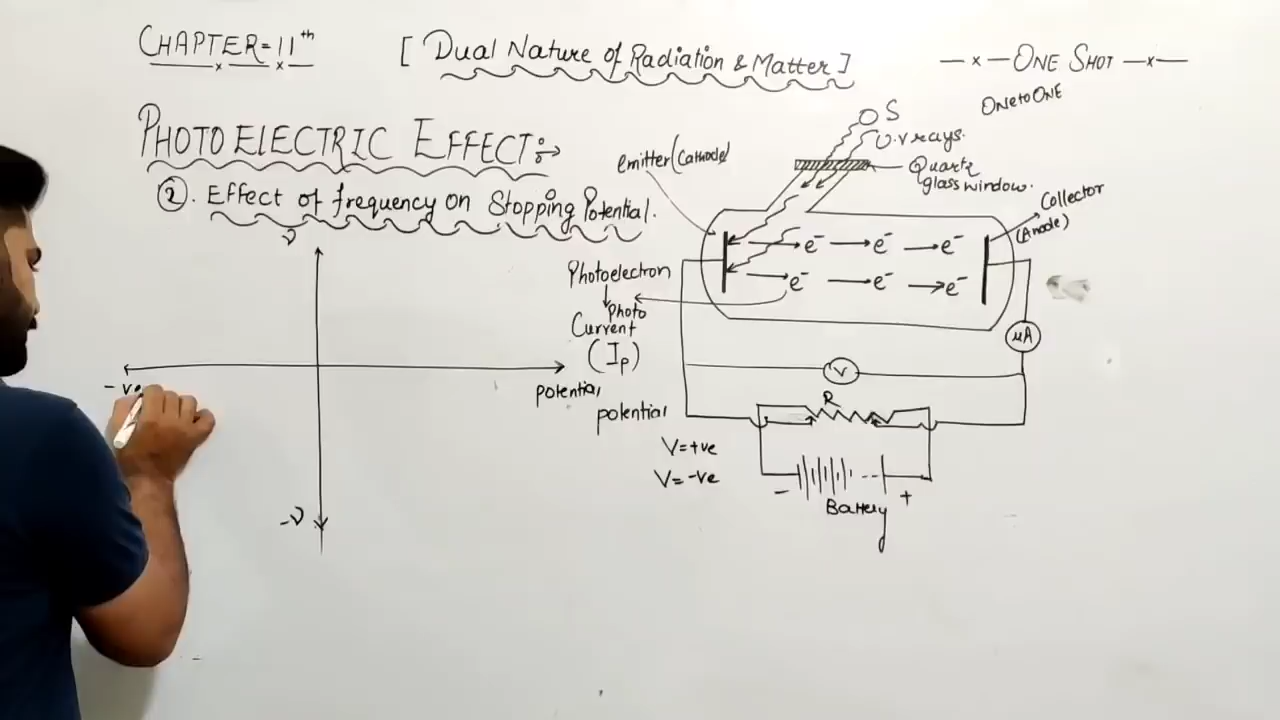 CHAPTER=11th
[ Dual Nature of Radiation & Matter ]
—x— ONE SHOT —x—
ONE to ONE
PHOTOELECTRIC EFFECT:→
②. Effect of frequency on Stopping Potential.
S
U.V rays.
Quartz
glass window.
emitter (Cathode)
Collector
(Anode)
e⁻ → e⁻ → e⁻
e⁻ → e⁻ → e⁻
Photoelectron
Photo
Current
(Ip)
μA
V
R
ν
-ν
-ve
potential
potential
V=+ve
V=-ve
- +
Battery